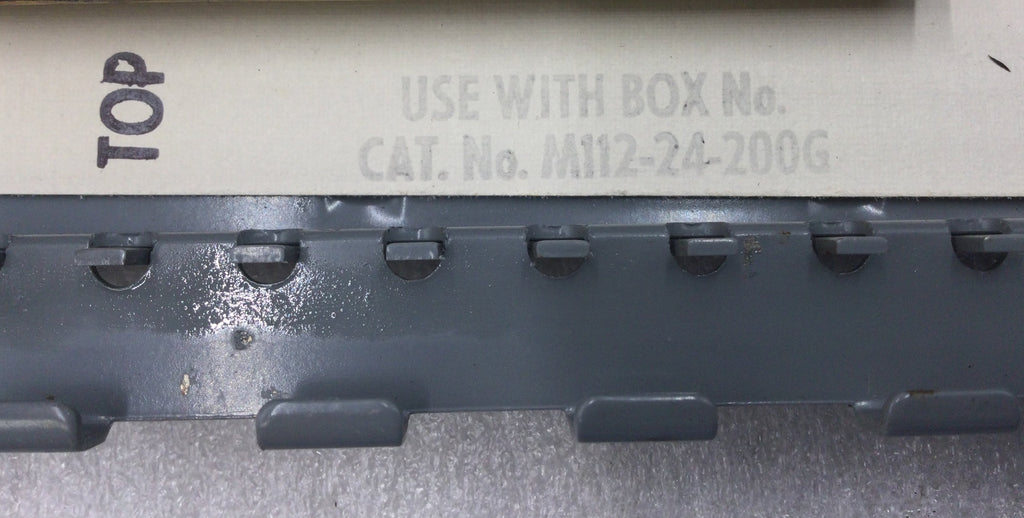 TOP
USE WITH BOX No.
CAT. No. M112-24-200G